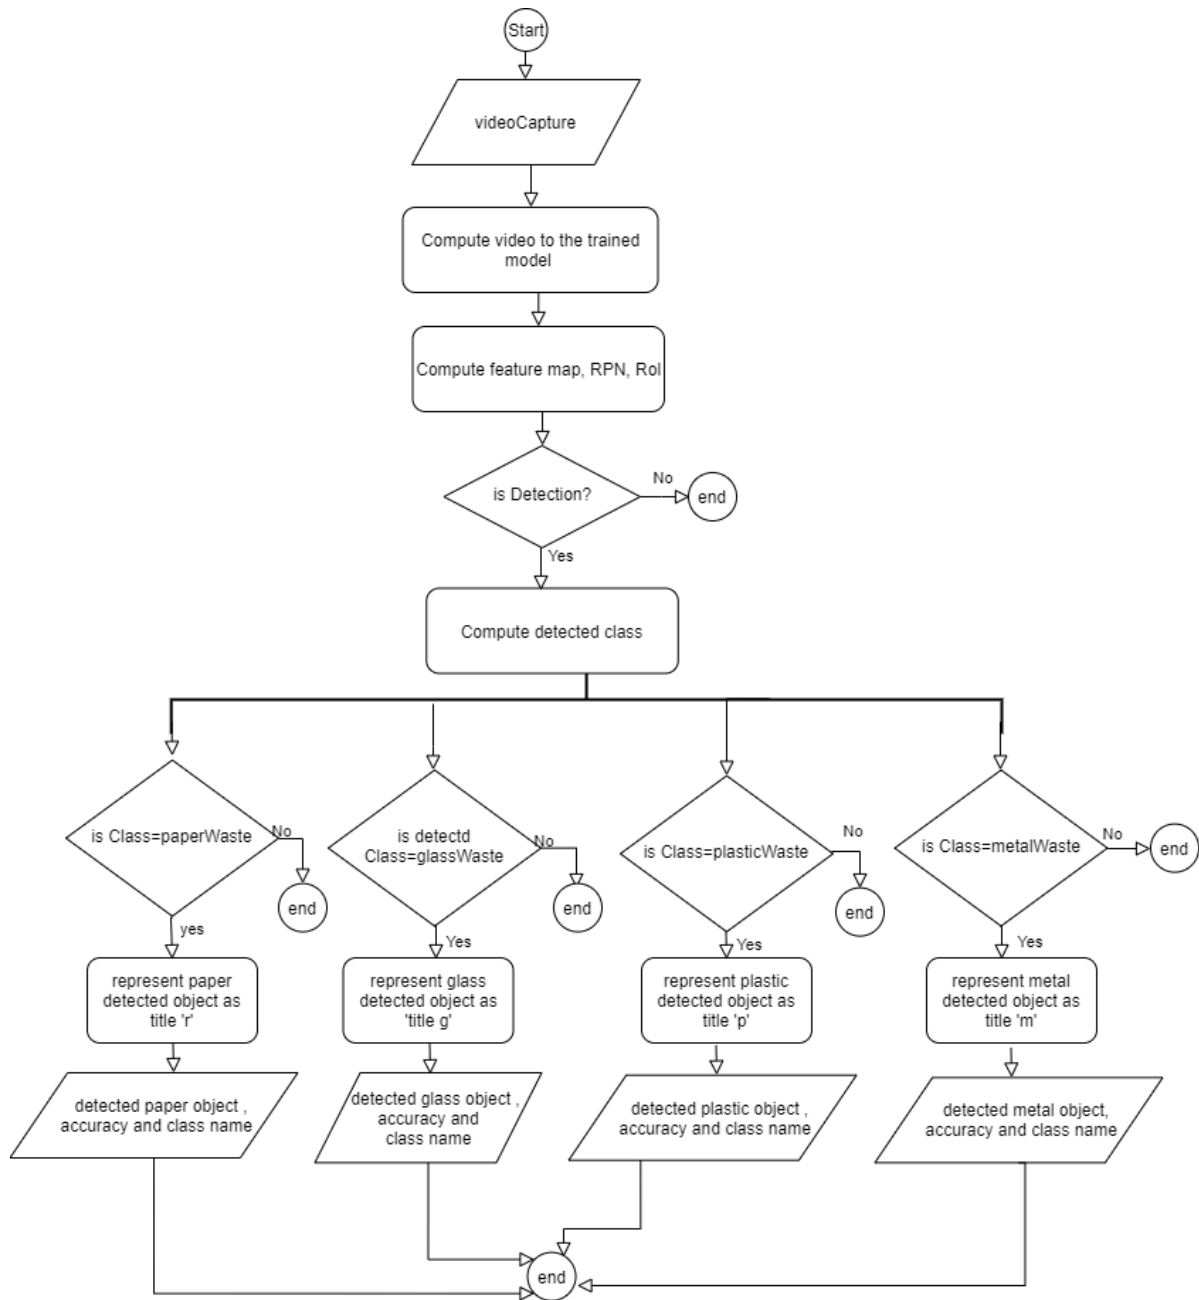 Start
videoCapture
Compute video to the trained
model
Compute feature map, RPN, RoI
is Detection?
No
end
Yes
Compute detected class
is Class=paperWaste
No
end
yes
is detectd
Class=glassWaste
No
end
Yes
is Class=plasticWaste
No
end
Yes
is Class=metalWaste
No
end
Yes
represent paper
detected object as
title 'r'
represent glass
detected object as
'title g'
represent plastic
detected object as
title 'p'
represent metal
detected object as
title 'm'
detected paper object ,
accuracy and class name
detected glass object ,
accuracy and
class name
detected plastic object ,
accuracy and class name
detected metal object,
accuracy and class name
end